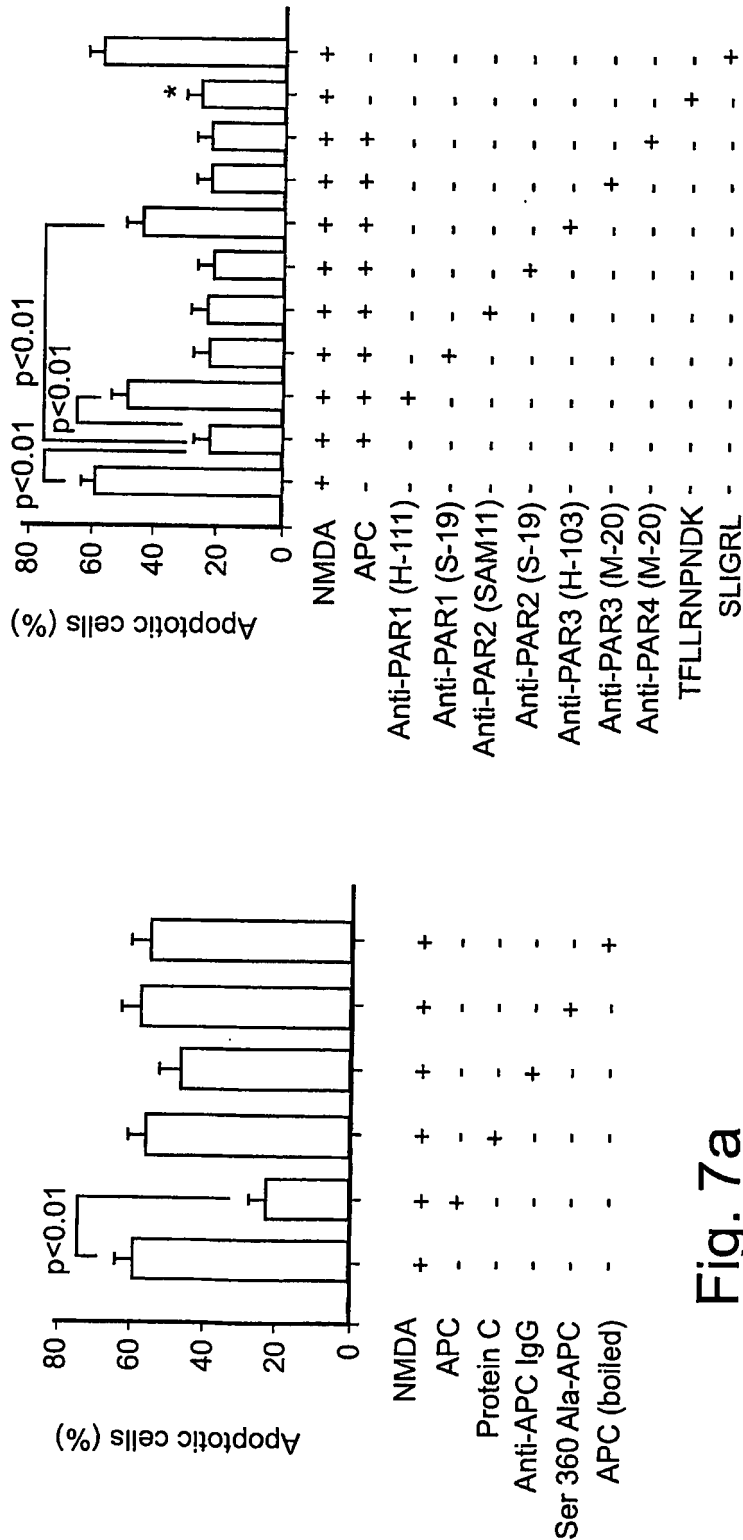 Apoptotic cells (%)
80
60
40
20
0
p<0.01
NMDA + + + + + +
APC - + - - - -
Protein C - - + - - -
Anti-APC IgG - - - + - -
Ser 360 Ala-APC - - - - + -
APC (boiled) - - - - - +
Fig. 7a
Apoptotic cells (%)
80
60
40
20
0
p<0.01
p<0.01
p<0.01
*
NMDA + + + + + + + + + + +
APC - + + + + + + + + - -
Anti-PAR1 (H-111) - - + - - - - - - - -
Anti-PAR1 (S-19) - - - + - - - - - - -
Anti-PAR2 (SAM11) - - - - + - - - - - -
Anti-PAR2 (S-19) - - - - - + - - - - -
Anti-PAR3 (H-103) - - - - - - + - - - -
Anti-PAR3 (M-20) - - - - - - - + - - -
Anti-PAR4 (M-20) - - - - - - - - + - -
TFLLRNPNDK - - - - - - - - - + -
SLIGRL - - - - - - - - - - +